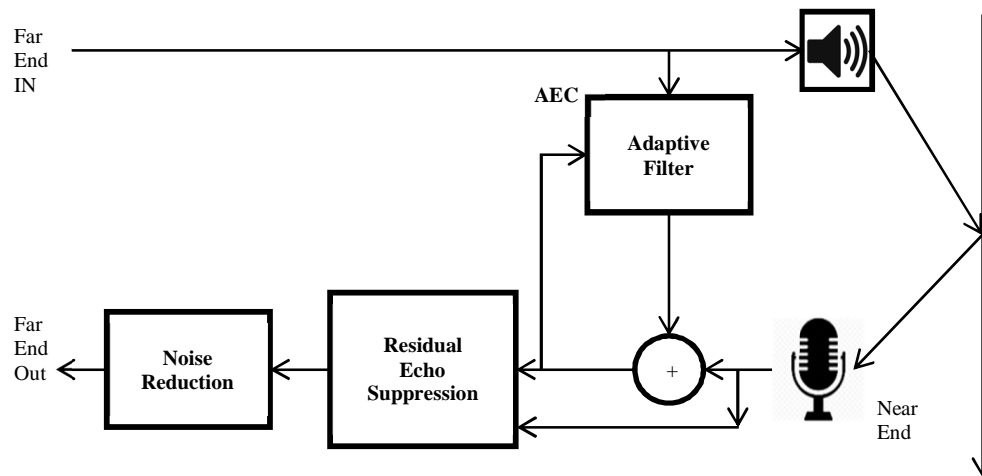 Far
End
IN
AEC
Adaptive
Filter
Far
End
Out
Noise
Reduction
Residual
Echo
Suppression
+
Near
End